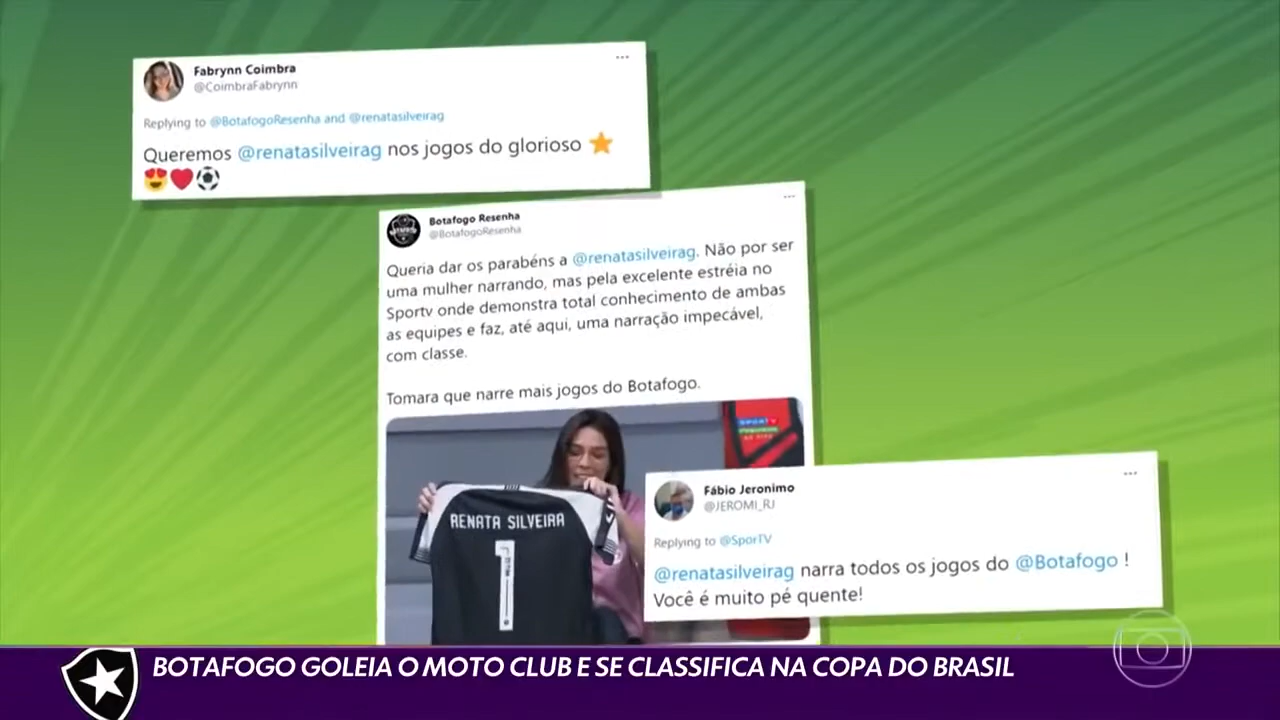 Fabrynn Coimbra
@CoimbraFabrynn
Replying to @BotafogoResenha and @renatasilveirag
Queremos @renatasilveirag nos jogos do glorioso ⭐
😍❤️⚽
Botafogo Resenha
@BotafogoResenha
Queria dar os parabéns a @renatasilveirag. Não por ser
uma mulher narrando, mas pela excelente estréia no
Sportv onde demonstra total conhecimento de ambas
as equipes e faz, até aqui, uma narração impecável,
com classe.
Tomara que narre mais jogos do Botafogo.
SPORTV
RENATA SILVEIRA
1
Fábio Jeronimo
@JEROMI_RJ
Replying to @SporTV
@renatasilveirag narra todos os jogos do @Botafogo !
Você é muito pé quente!
BOTAFOGO GOLEIA O MOTO CLUB E SE CLASSIFICA NA COPA DO BRASIL